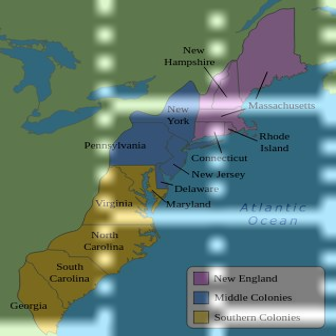 New
Hampshire
Massachusetts
New
York
Rhode
Island
Pennsylvania
Connecticut
New Jersey
Delaware
Virginia
Maryland
Atlantic
Ocean
North
Carolina
South
Carolina
Georgia
New England
Middle Colonies
Southern Colonies